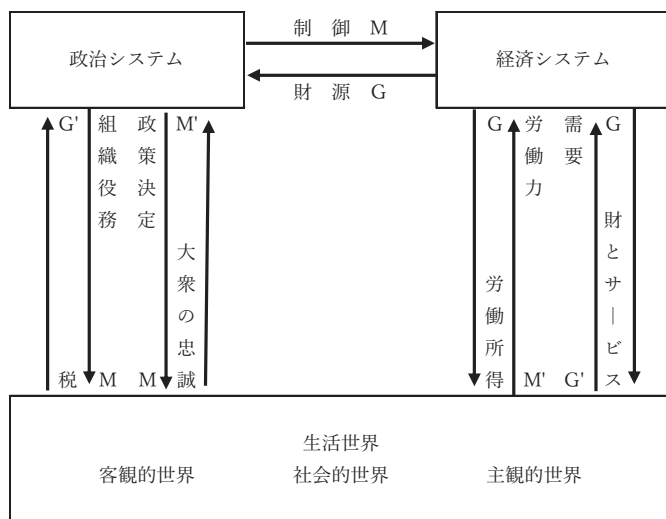 制御M
政治システム
経済システム
財源G
G'
組織役務
政策決定
M'
G
労働力
需要
G
大衆の忠誠
労働所得
財とサービス
税
M
M
M'
G'
生活世界
客観的世界
社会的世界
主観的世界